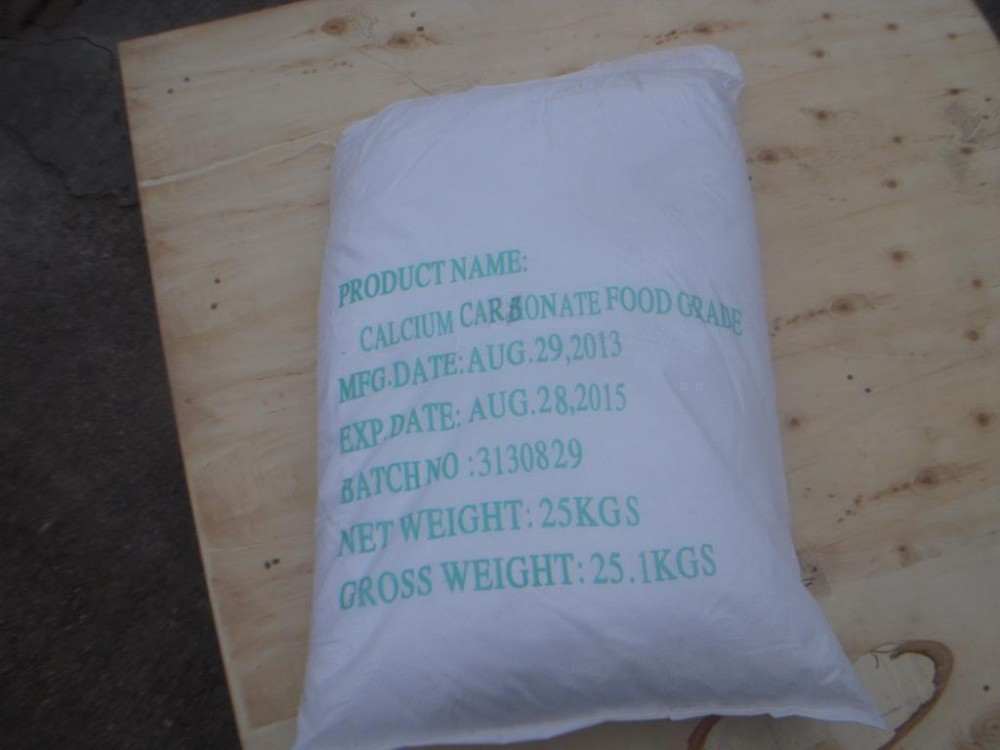 PRODUCT NAME:
CALCIUM CARBONATE FOOD GRADE
MFG.DATE: AUG.29,2013
EXP.DATE: AUG.28,2015
BATCH NO :3130829
NET WEIGHT: 25KGS
GROSS WEIGHT: 25.1KGS